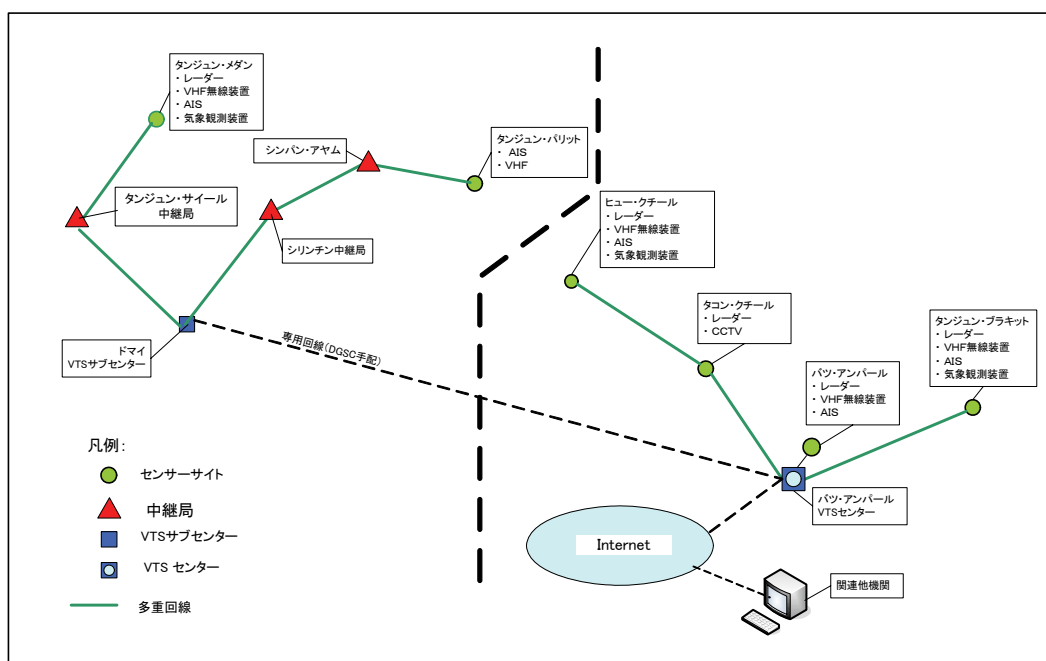 タンジュン・メダン
・レーダー
・VHF無線装置
・AIS
・気象観測装置
シンパン・アヤム
タンジュン・パリット
・ AIS
・ VHF
タンジュン・サイール
中継局
シリンチン中継局
ヒュー・クチール
・レーダー
・VHF無線装置
・AIS
・気象観測装置
タコン・クチール
・レーダー
・CCTV
タンジュン・ブラキット
・レーダー
・VHF無線装置
・AIS
・気象観測装置
ドマイ
VTSサブセンター
専用回線(DGSC手配)
バツ・アンパール
・レーダー
・VHF無線装置
・AIS
バツ・アンパール
VTSセンター
凡例:
センサーサイト
中継局
VTSサブセンター
VTS センター
多重回線
Internet
関連他機関